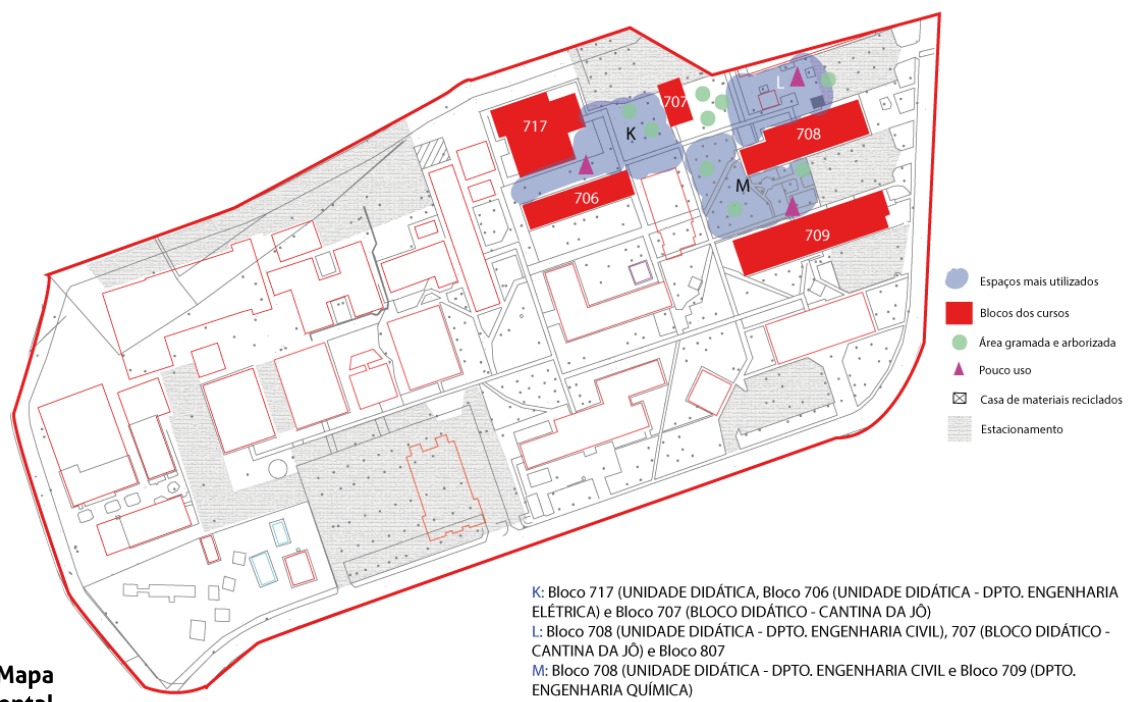 L
707
717
708
K
M
706
709
Espaços mais utilizados
Blocos dos cursos
Área gramada e arborizada
Pouco uso
Casa de materiais reciclados
Estacionamento
K: Bloco 717 (UNIDADE DIDÁTICA, Bloco 706 (UNIDADE DIDÁTICA - DPTO. ENGENHARIA
ELÉTRICA) e Bloco 707 (BLOCO DIDÁTICO - CANTINA DA JÔ)
L: Bloco 708 (UNIDADE DIDÁTICA - DPTO. ENGENHARIA CIVIL), 707 (BLOCO DIDÁTICO -
CANTINA DA JÔ) e Bloco 807
M: Bloco 708 (UNIDADE DIDÁTICA - DPTO. ENGENHARIA CIVIL e Bloco 709 (DPTO.
ENGENHARIA QUÍMICA)
Mapa